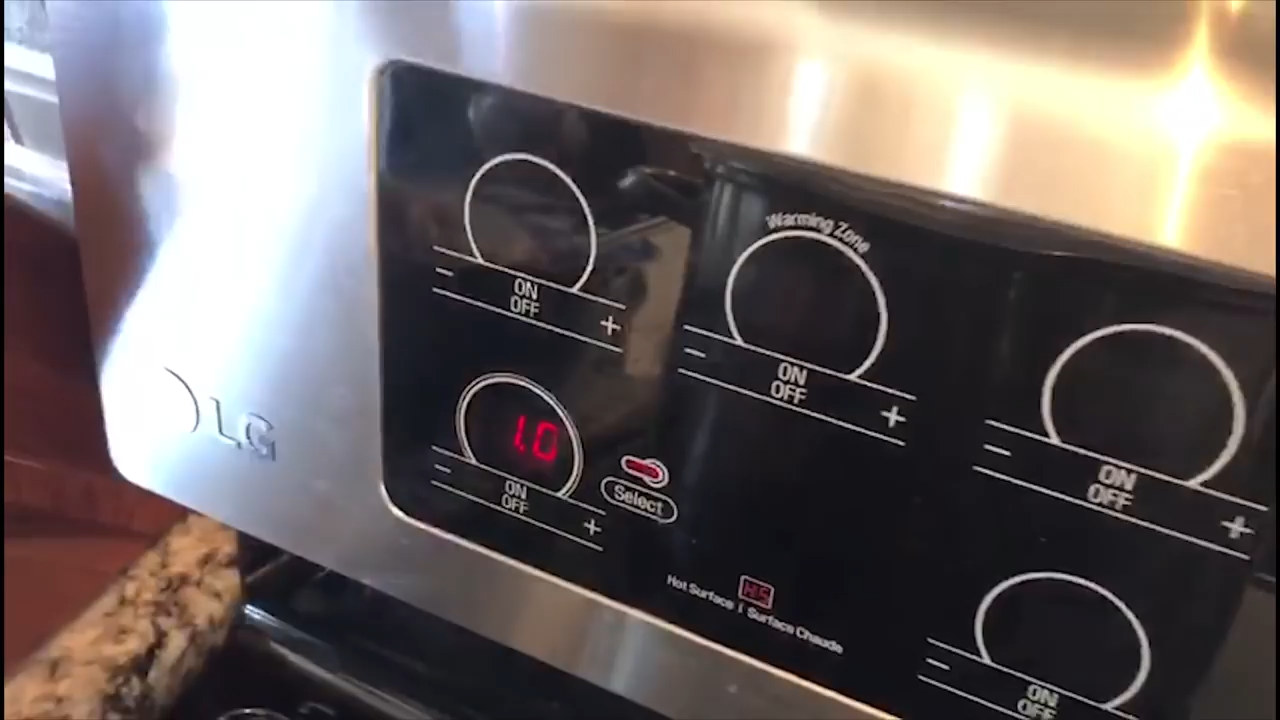 ON
OFF
- +
Warming Zone
ON
OFF
- +
ON
OFF
- +
1.0
ON
OFF
- +
Select
LG
HS
Hot Surface | Surface Chaude
ON
OFF
-